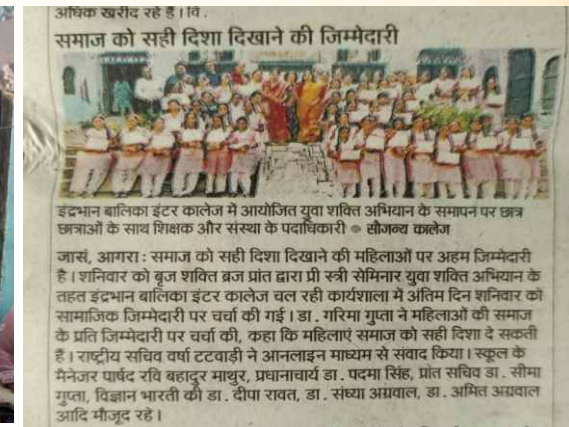 अधिक खरीद रहे हैं । वि .
समाज को सही दिशा दिखाने की जिम्मेदारी
इंद्रभान बालिका इंटर कालेज में आयोजित युवा शक्ति अभियान के समापन पर छात्र
छात्राओं के साथ शिक्षक और संस्था के पदाधिकारी ● सौजन्य कालेज
जासं, आगरा : समाज को सही दिशा दिखाने की महिलाओं पर अहम जिम्मेदारी
है । शनिवार को बृज शक्ति ब्रज प्रांत द्वारा प्री स्त्री सेमिनार युवा शक्ति अभियान के
तहत इंद्रभान बालिका इंटर कालेज चल रही कार्यशाला में अंतिम दिन शनिवार को
सामाजिक जिम्मेदारी पर चर्चा की गई । डा . गरिमा गुप्ता ने महिलाओं की समाज
के प्रति जिम्मेदारी पर चर्चा की, कहा कि महिलाएं समाज को सही दिशा दे सकती
हैं । राष्ट्रीय सचिव वर्षा टटवाड़ी ने आनलाइन माध्यम से संवाद किया । स्कूल के
मैनेजर पार्षद रवि बहादुर माथुर, प्रधानाचार्य डा . पदमा सिंह, प्रांत सचिव डा . सीमा
गुप्ता, विज्ञान भारती की डा . दीपा रावत, डा . संध्या अग्रवाल, डा . अमित अग्रवाल
आदि मौजूद रहे ।